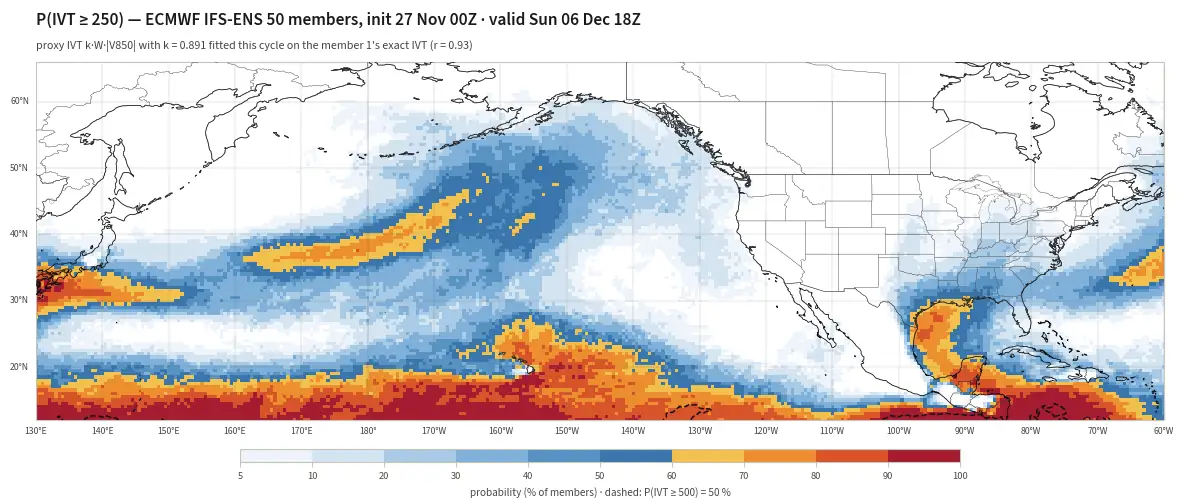 P(IVT ≥ 250) — ECMWF IFS-ENS 50 members, init 27 Nov 00Z · valid Sun 06 Dec 18Z
proxy IVT k·W·|V850| with k = 0.891 fitted this cycle on the member 1's exact IVT (r = 0.93)
60°N
50°N
40°N
30°N
20°N
130°E 140°E 150°E 160°E 170°E 180° 170°W 160°W 150°W 140°W 130°W 120°W 110°W 100°W 90°W 80°W 70°W 60°W
5 10 20 30 40 50 60 70 80 90 100
probability (% of members) · dashed: P(IVT ≥ 500) = 50 %